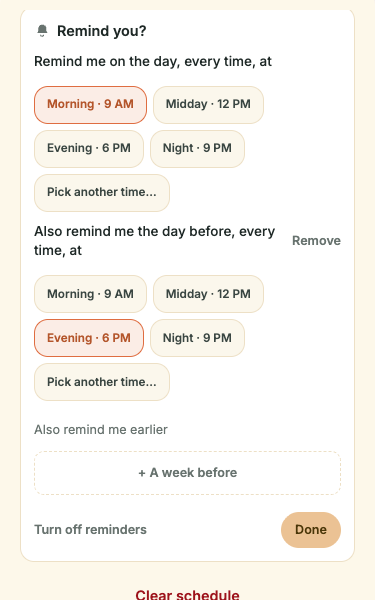 Remind you?
Remind me on the day, every time, at
Morning · 9 AM
Midday · 12 PM
Evening · 6 PM
Night · 9 PM
Pick another time...
Also remind me the day before, every
time, at
Remove
Morning · 9 AM
Midday · 12 PM
Evening · 6 PM
Night · 9 PM
Pick another time...
Also remind me earlier
+ A week before
Turn off reminders
Done
Clear schedule